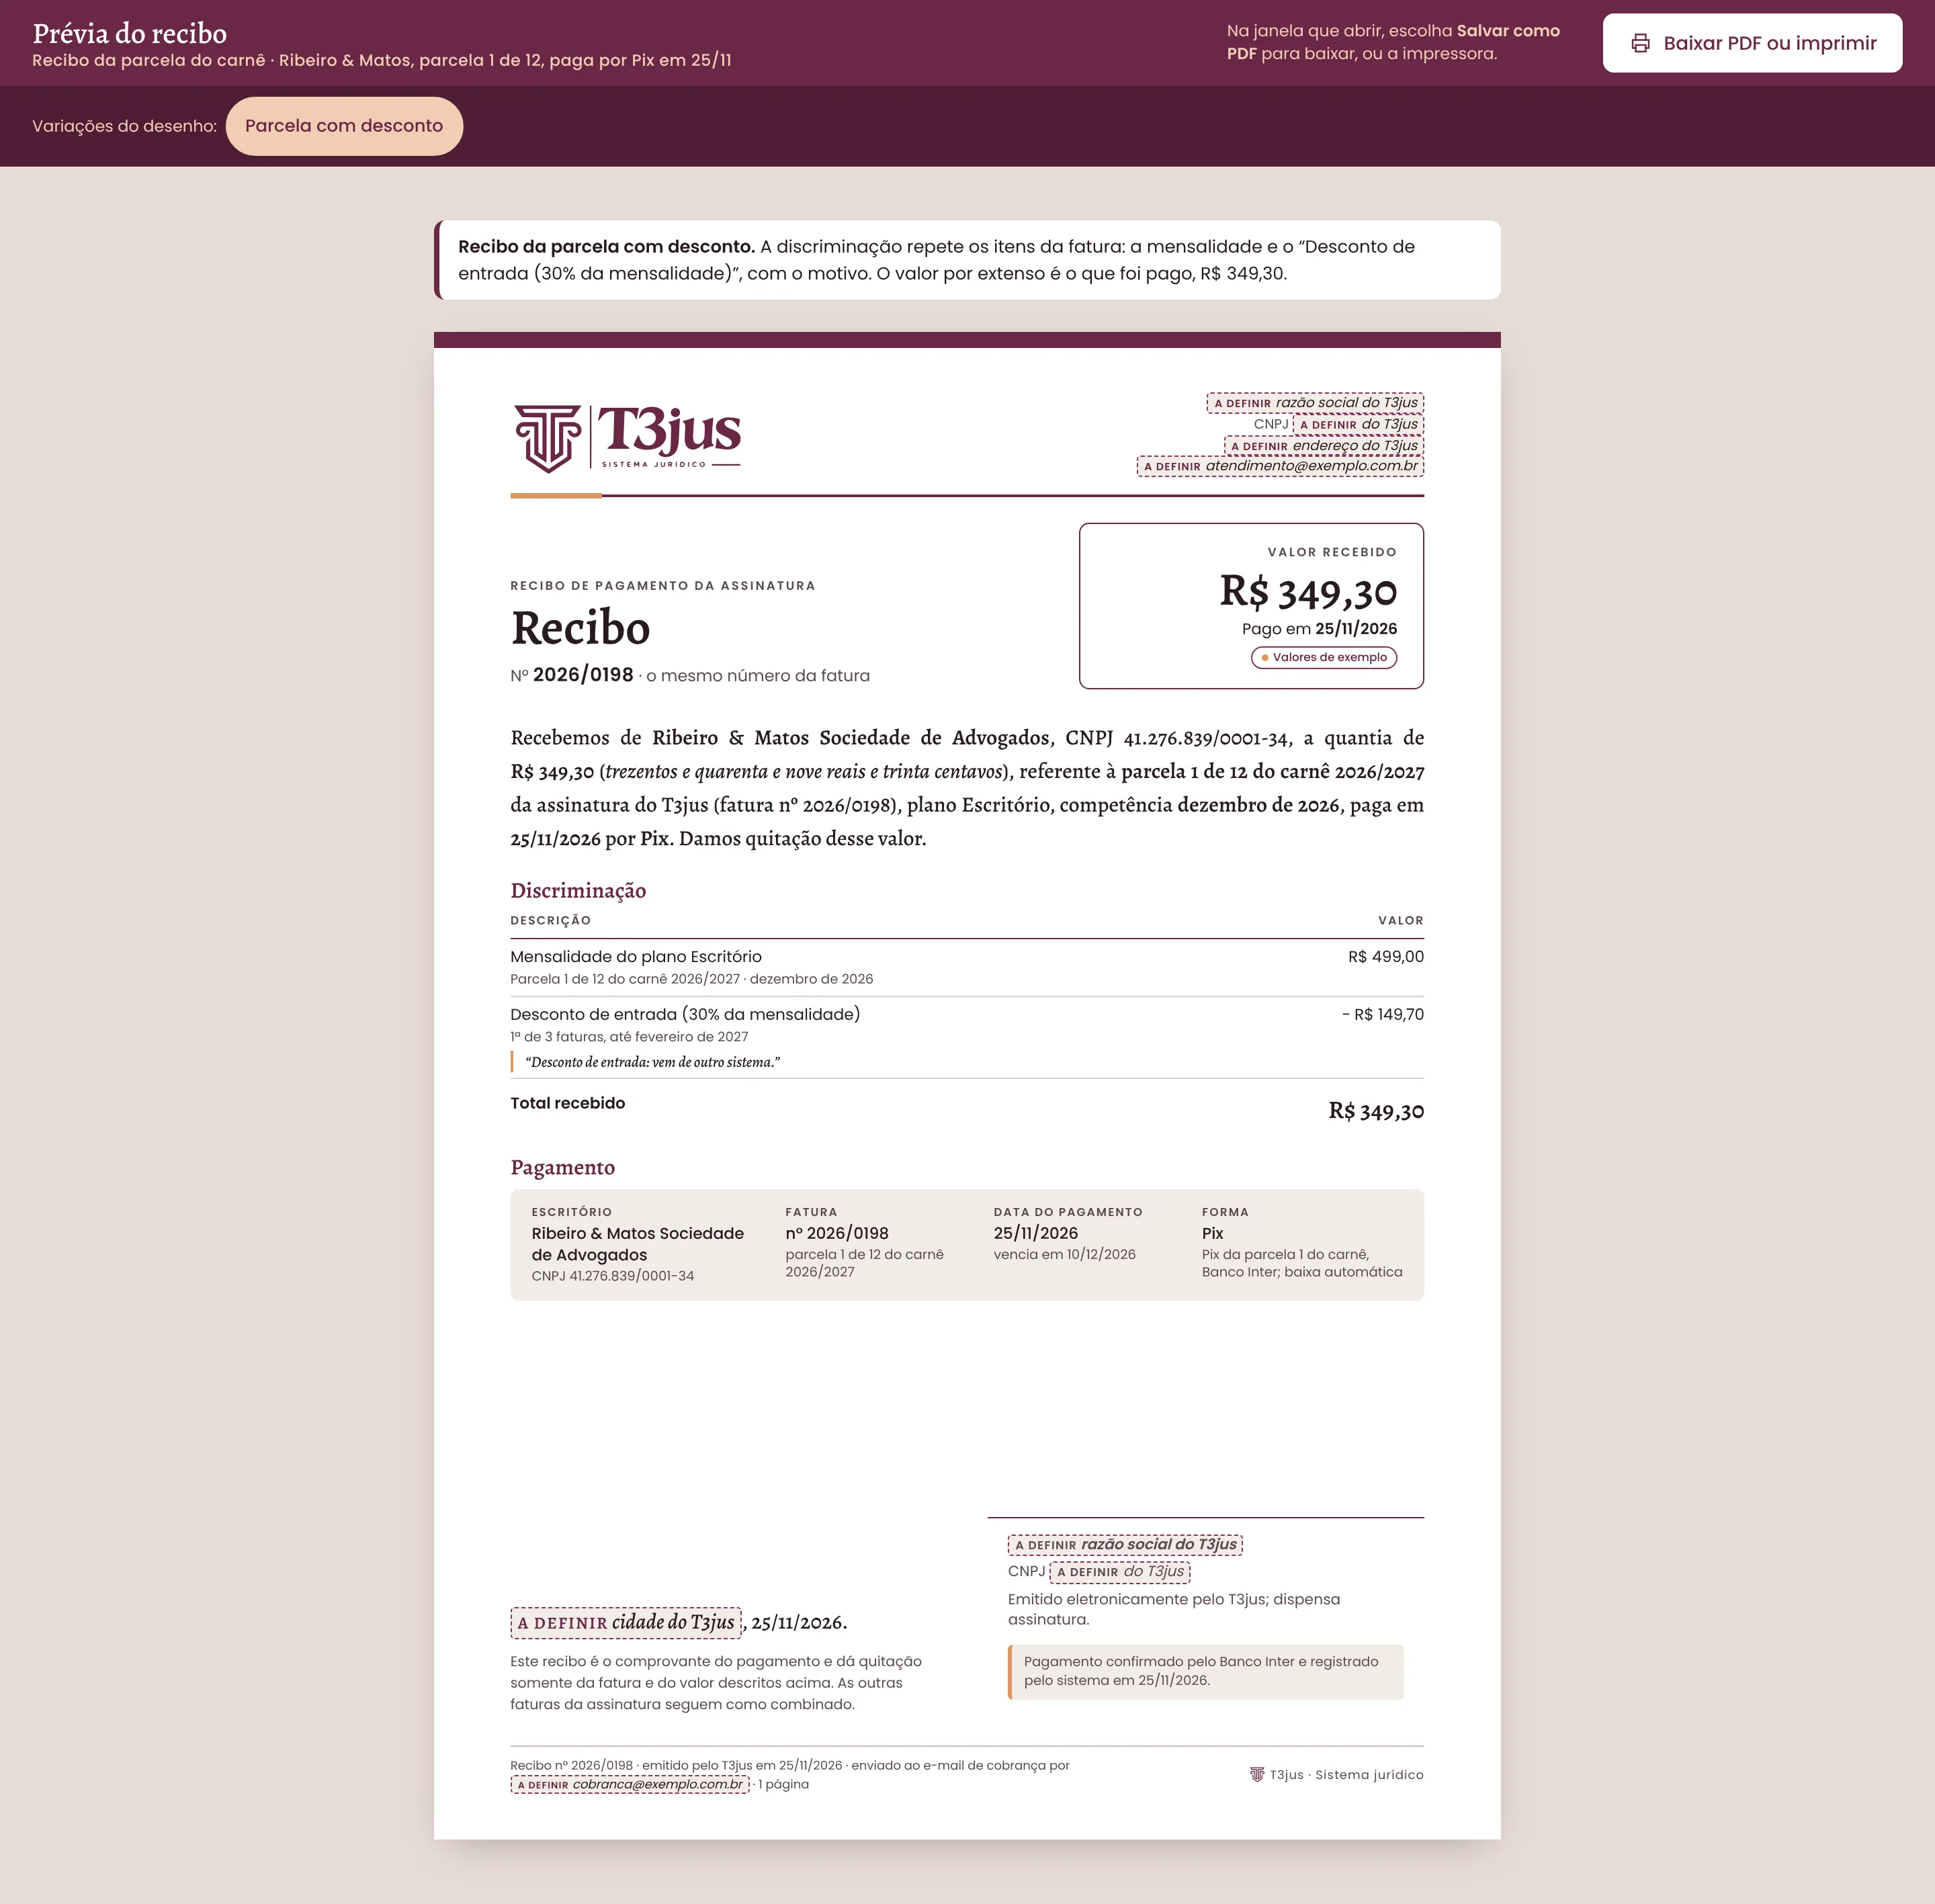 Prévia do recibo
Recibo da parcela do carnê · Ribeiro & Matos, parcela 1 de 12, paga por Pix em 25/11
Na janela que abrir, escolha Salvar como
PDF para baixar, ou a impressora.
Baixar PDF ou imprimir
Variações do desenho:
Parcela com desconto
Recibo da parcela com desconto. A discriminação repete os itens da fatura: a mensalidade e o “Desconto de
entrada (30% da mensalidade)”, com o motivo. O valor por extenso é o que foi pago, R$ 349,30.
T3jus
SISTEMA JURÍDICO
A DEFINIR razão social do T3jus
CNPJ A DEFINIR do T3jus
A DEFINIR endereço do T3jus
A DEFINIR atendimento@exemplo.com.br
RECIBO DE PAGAMENTO DA ASSINATURA
Recibo
Nº 2026/0198 · o mesmo número da fatura
VALOR RECEBIDO
R$ 349,30
Pago em 25/11/2026
Valores de exemplo
Recebemos de Ribeiro & Matos Sociedade de Advogados, CNPJ 41.276.839/0001-34, a quantia de
R$ 349,30 (trezentos e quarenta e nove reais e trinta centavos), referente à parcela 1 de 12 do carnê 2026/2027
da assinatura do T3jus (fatura nº 2026/0198), plano Escritório, competência dezembro de 2026, paga em
25/11/2026 por Pix. Damos quitação desse valor.
Discriminação
DESCRIÇÃO
VALOR
Mensalidade do plano Escritório
R$ 499,00
Parcela 1 de 12 do carnê 2026/2027 · dezembro de 2026
Desconto de entrada (30% da mensalidade)
− R$ 149,70
1ª de 3 faturas, até fevereiro de 2027
“Desconto de entrada: vem de outro sistema.”
Total recebido
R$ 349,30
Pagamento
ESCRITÓRIO
Ribeiro & Matos Sociedade
de Advogados
CNPJ 41.276.839/0001-34
FATURA
nº 2026/0198
parcela 1 de 12 do carnê
2026/2027
DATA DO PAGAMENTO
25/11/2026
vencia em 10/12/2026
FORMA
Pix
Pix da parcela 1 do carnê,
Banco Inter; baixa automática
A DEFINIR cidade do T3jus, 25/11/2026.
Este recibo é o comprovante do pagamento e dá quitação
somente da fatura e do valor descritos acima. As outras
faturas da assinatura seguem como combinado.
A DEFINIR razão social do T3jus
CNPJ A DEFINIR do T3jus
Emitido eletronicamente pelo T3jus; dispensa
assinatura.
Pagamento confirmado pelo Banco Inter e registrado
pelo sistema em 25/11/2026.
Recibo nº 2026/0198 · emitido pelo T3jus em 25/11/2026 · enviado ao e-mail de cobrança por
A DEFINIR cobranca@exemplo.com.br · 1 página
T3jus · Sistema jurídico